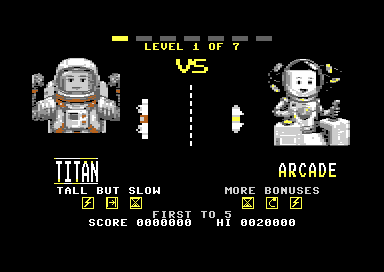 LEVEL 1 OF 7
VS
TITAN ARCADE
TALL BUT SLOW MORE BONUSES
FIRST TO 5
SCORE 0000000 HI 0020000